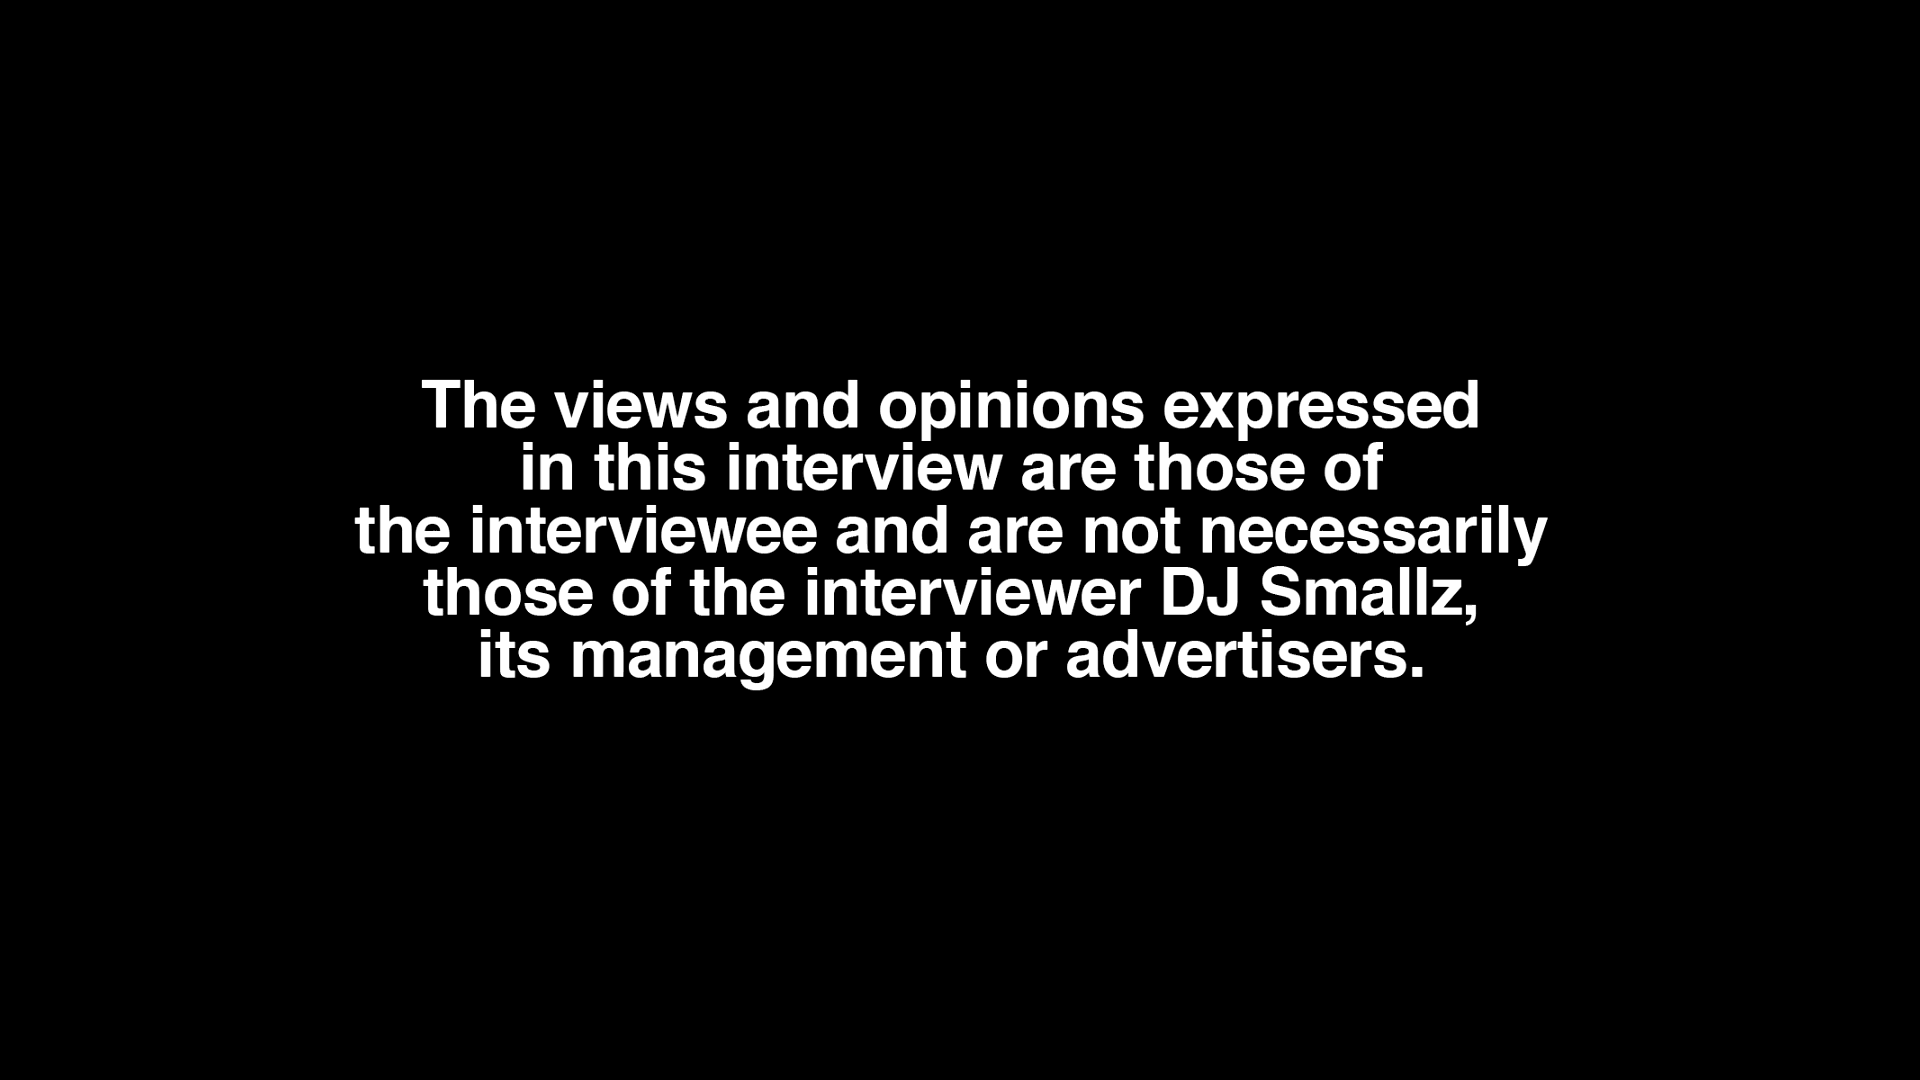 The views and opinions expressed
in this interview are those of
the interviewee and are not necessarily
those of the interviewer DJ Smallz,
its management or advertisers.